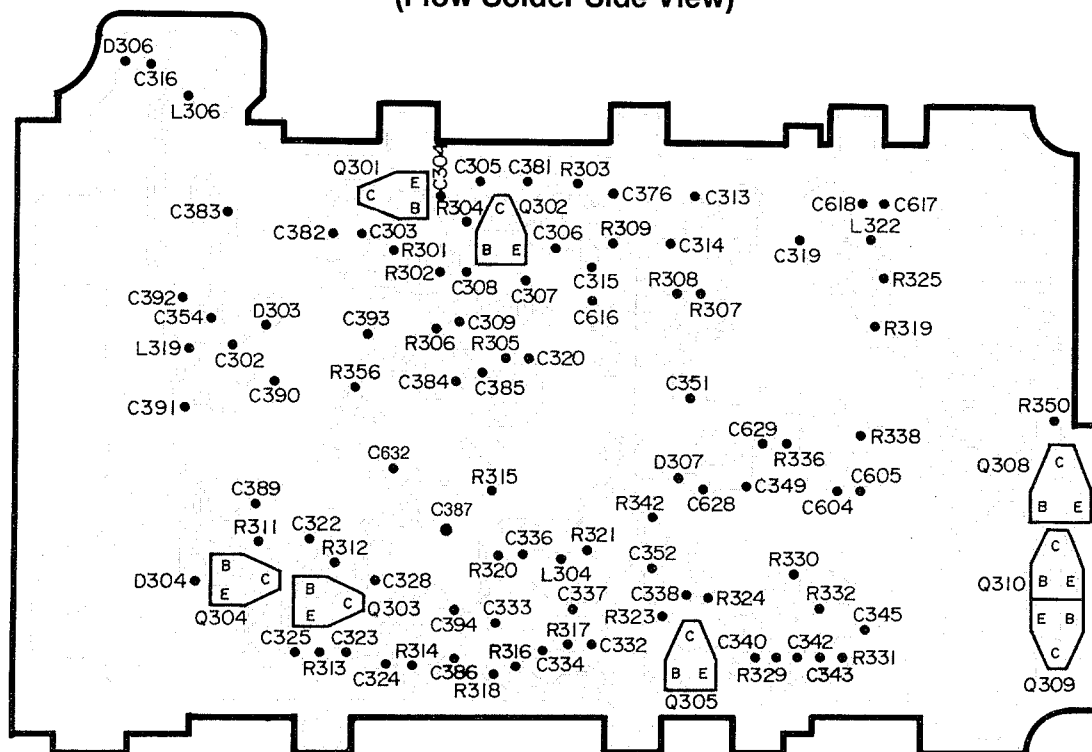 (Flow Solder Side View)
D306
C316
L306
Q301
E
C
B
C304
C305
C381
R303
C376
C313
C618
C617
C383
C382
C303
R304
C
Q302
B
E
C306
R309
C314
C319
L322
R301
R302
C308
C307
C315
C616
R308
R307
R325
R319
C392
C354
D303
L319
C302
C390
C391
C393
R306
C309
R305
C320
R356
C384
C385
C351
R350
C629
R336
R338
Q308
C
B
E
C632
R315
D307
C628
C349
C604
C605
C389
C387
R342
R311
C322
R312
C336
R321
R320
L304
C352
R330
Q310
C
B
E
E
B
C
Q309
D304
B
C
E
Q304
B
C
E
Q303
C328
C394
C333
C337
C338
R324
R323
R332
C345
C325
R313
C323
C324
R314
C386
R318
R316
C334
R317
C332
C
B
E
Q305
C340
R329
C342
C343
R331